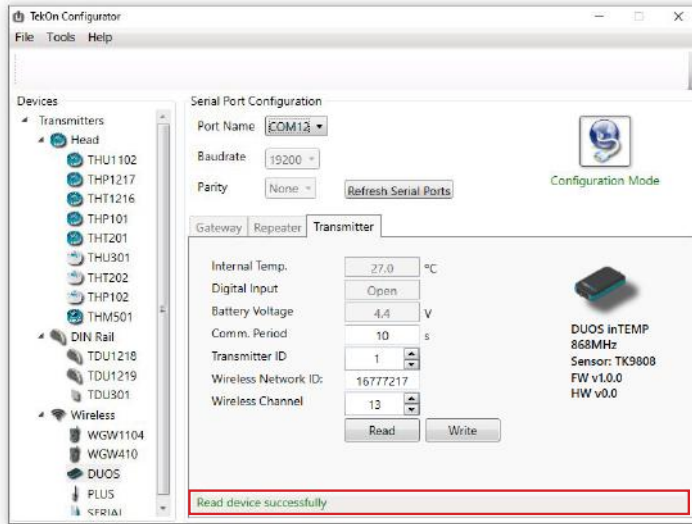 TekOn Configurator
File Tools Help
Devices
Transmitters
Head
THU1102
THP1217
THT1216
THP101
THT201
THU301
THT202
THP102
THM501
DIN Rail
TDU1218
TDU1219
TDU301
Wireless
WGW1104
WGW410
DUOS
PLUS
SERIAL
Serial Port Configuration
Port Name COM12
Baudrate 19200
Parity None Refresh Serial Ports
Configuration Mode
Gateway Repeater Transmitter
Internal Temp. 27.0 °C
Digital Input Open
Battery Voltage 4.4 V
Comm. Period 10 s
Transmitter ID 1
Wireless Network ID: 16777217
Wireless Channel 13
Read Write
DUOS inTEMP
868MHz
Sensor: TK9808
FW v1.0.0
HW v0.0
Read device successfully